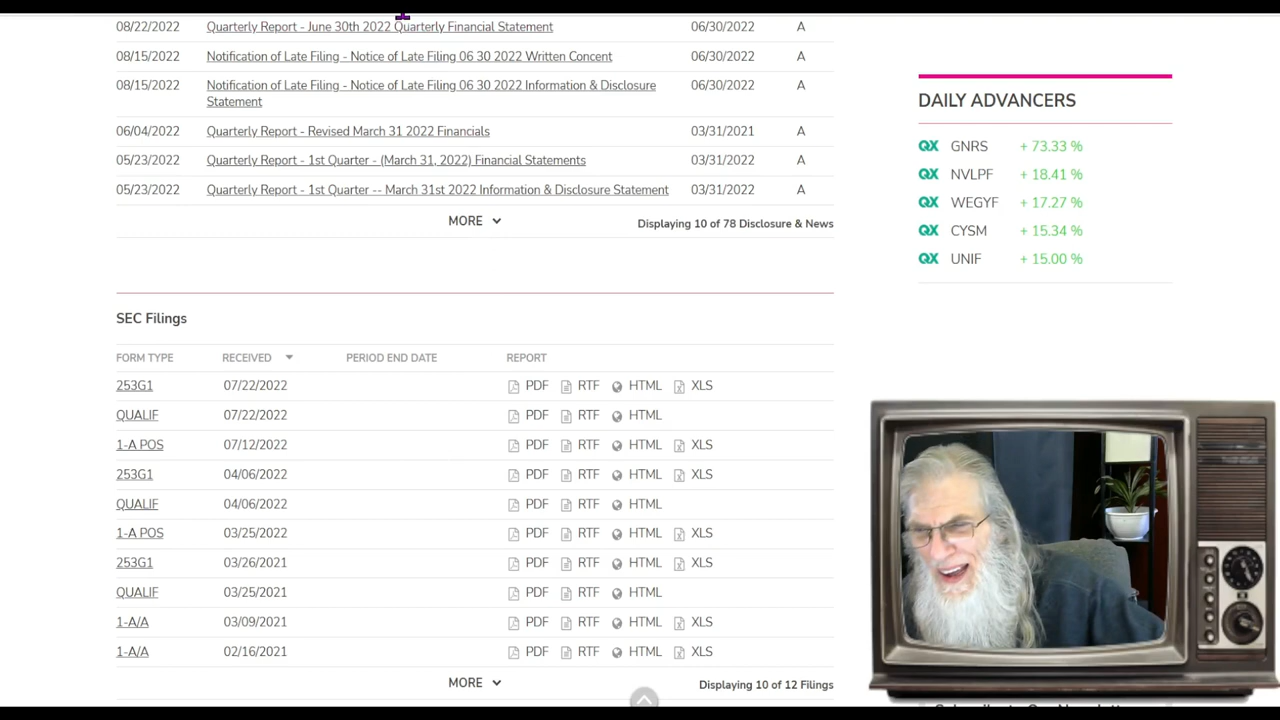 08/22/2022 Quarterly Report - June 30th 2022 Quarterly Financial Statement 06/30/2022 A
08/15/2022 Notification of Late Filing - Notice of Late Filing 06 30 2022 Written Concent 06/30/2022 A
08/15/2022 Notification of Late Filing - Notice of Late Filing 06 30 2022 Information & Disclosure 06/30/2022 A
Statement
06/04/2022 Quarterly Report - Revised March 31 2022 Financials 03/31/2021 A
05/23/2022 Quarterly Report - 1st Quarter - (March 31, 2022) Financial Statements 03/31/2022 A
05/23/2022 Quarterly Report - 1st Quarter -- March 31st 2022 Information & Disclosure Statement 03/31/2022 A
MORE Displaying 10 of 78 Disclosure & News
SEC Filings
FORM TYPE RECEIVED PERIOD END DATE REPORT
253G1 07/22/2022 PDF RTF HTML XLS
QUALIF 07/22/2022 PDF RTF HTML
1-A POS 07/12/2022 PDF RTF HTML XLS
253G1 04/06/2022 PDF RTF HTML XLS
QUALIF 04/06/2022 PDF RTF HTML
1-A POS 03/25/2022 PDF RTF HTML XLS
253G1 03/26/2021 PDF RTF HTML XLS
QUALIF 03/25/2021 PDF RTF HTML
1-A/A 03/09/2021 PDF RTF HTML XLS
1-A/A 02/16/2021 PDF RTF HTML XLS
MORE Displaying 10 of 12 Filings
DAILY ADVANCERS
QX GNRS + 73.33 %
QX NVLPF + 18.41 %
QX WEGYF + 17.27 %
QX CYSM + 15.34 %
QX UNIF + 15.00 %